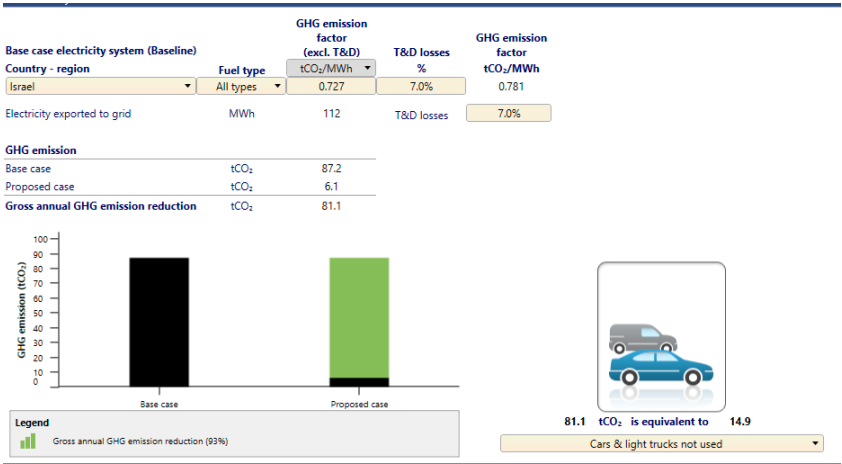 GHG emission
factor
(excl. T&D)
GHG emission
factor
Base case electricity system (Baseline)
T&D losses
Country - region
Fuel type
tCO₂/MWh
%
tCO₂/MWh
Israel
All types
0.727
7.0%
0.781
Electricity exported to grid
MWh
112
T&D losses
7.0%
GHG emission
Base case
tCO₂
87.2
Proposed case
tCO₂
6.1
Gross annual GHG emission reduction
tCO₂
81.1
GHG emission (tCO₂)
100
90
80
70
60
50
40
30
20
10
0
Base case
Proposed case
Legend
Gross annual GHG emission reduction (93%)
81.1 tCO₂ is equivalent to 14.9
Cars & light trucks not used